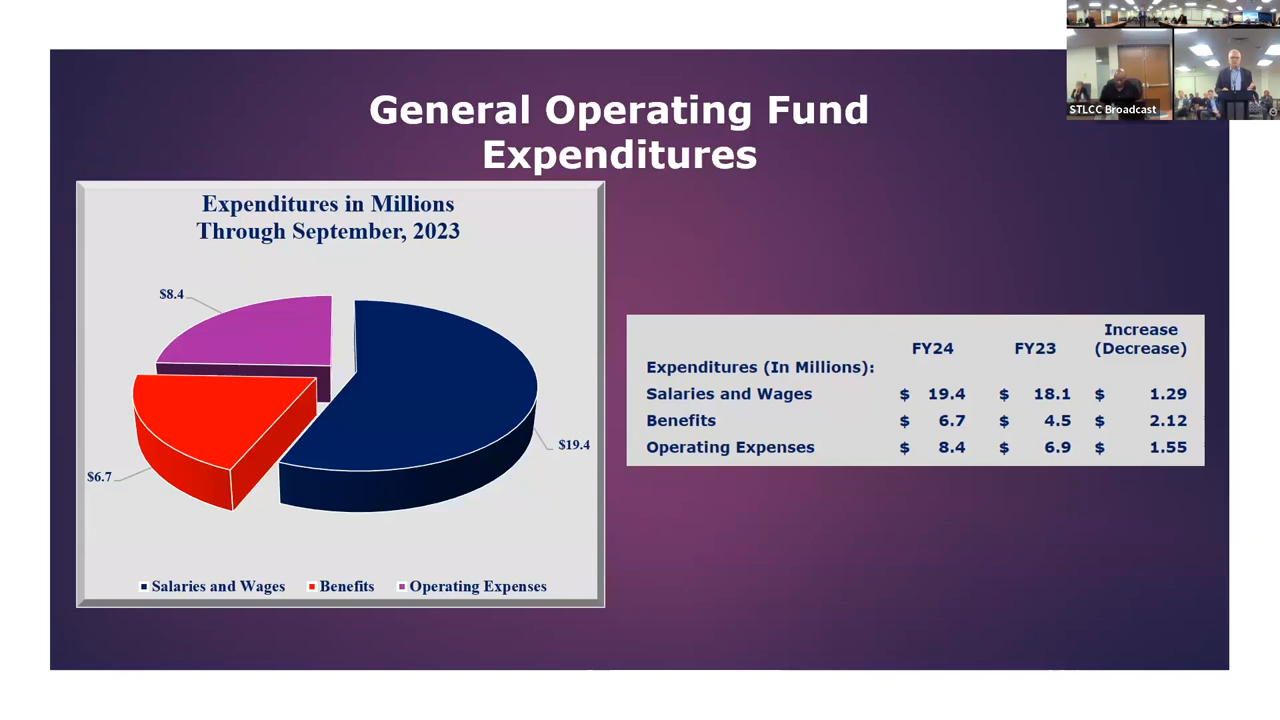 STLCC Broadcast
General Operating Fund
Expenditures
Expenditures in Millions
Through September, 2023
$8.4
$19.4
$6.7
Salaries and Wages Benefits Operating Expenses
Increase
FY24 FY23 (Decrease)
Expenditures (In Millions):
Salaries and Wages $ 19.4 $ 18.1 $ 1.29
Benefits $ 6.7 $ 4.5 $ 2.12
Operating Expenses $ 8.4 $ 6.9 $ 1.55